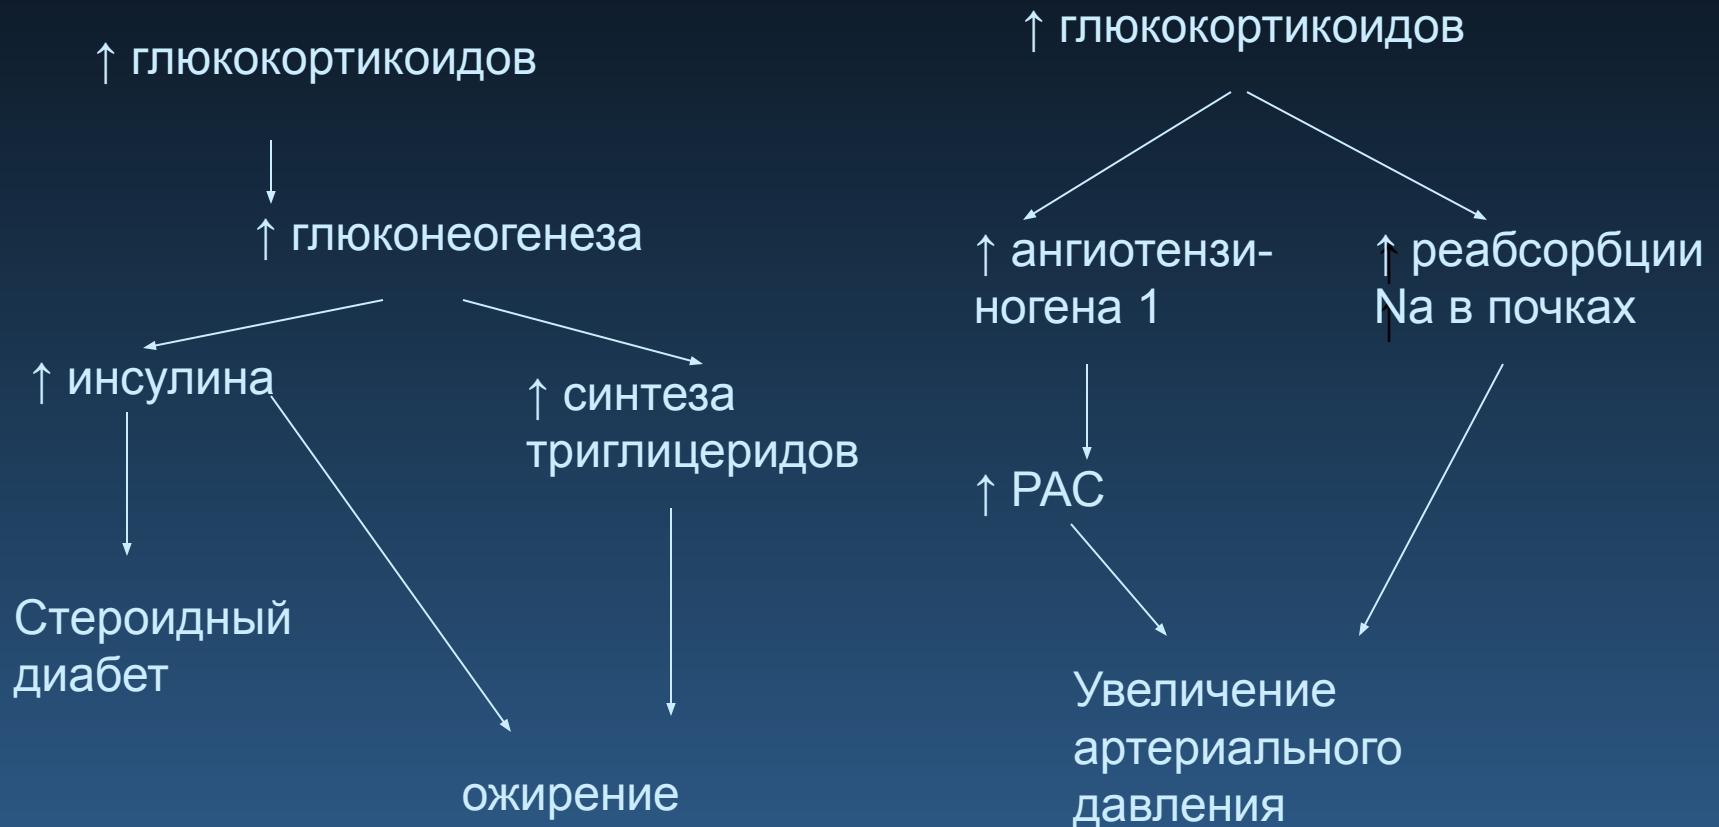 ↑ глюкокортикоидов
↑ глюконеогенеза
↑ инсулина
↑ синтеза
триглицеридов
Стероидный
диабет
ожирение
↑ глюкокортикоидов
↑ ангиотензи-
ногена 1
↑ реабсорбции
Na в почках
↑ РАС
Увеличение
артериального
давления